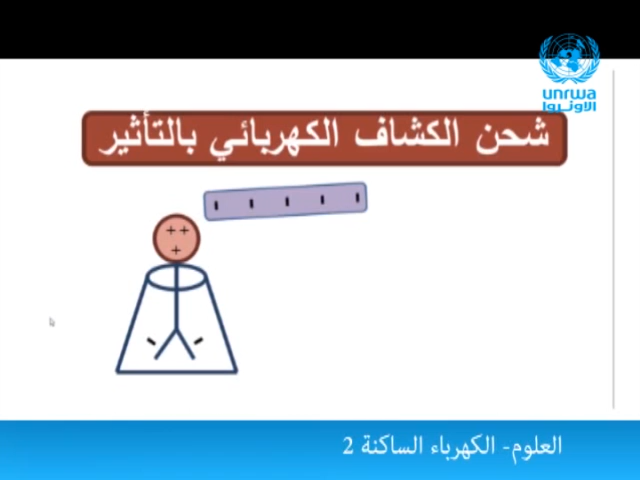 unrwa
الأونروا
شحن الكشاف الكهربائي بالتأثير
- - - - -
+ +
+
- -
العلوم- الكهرباء الساكنة 2